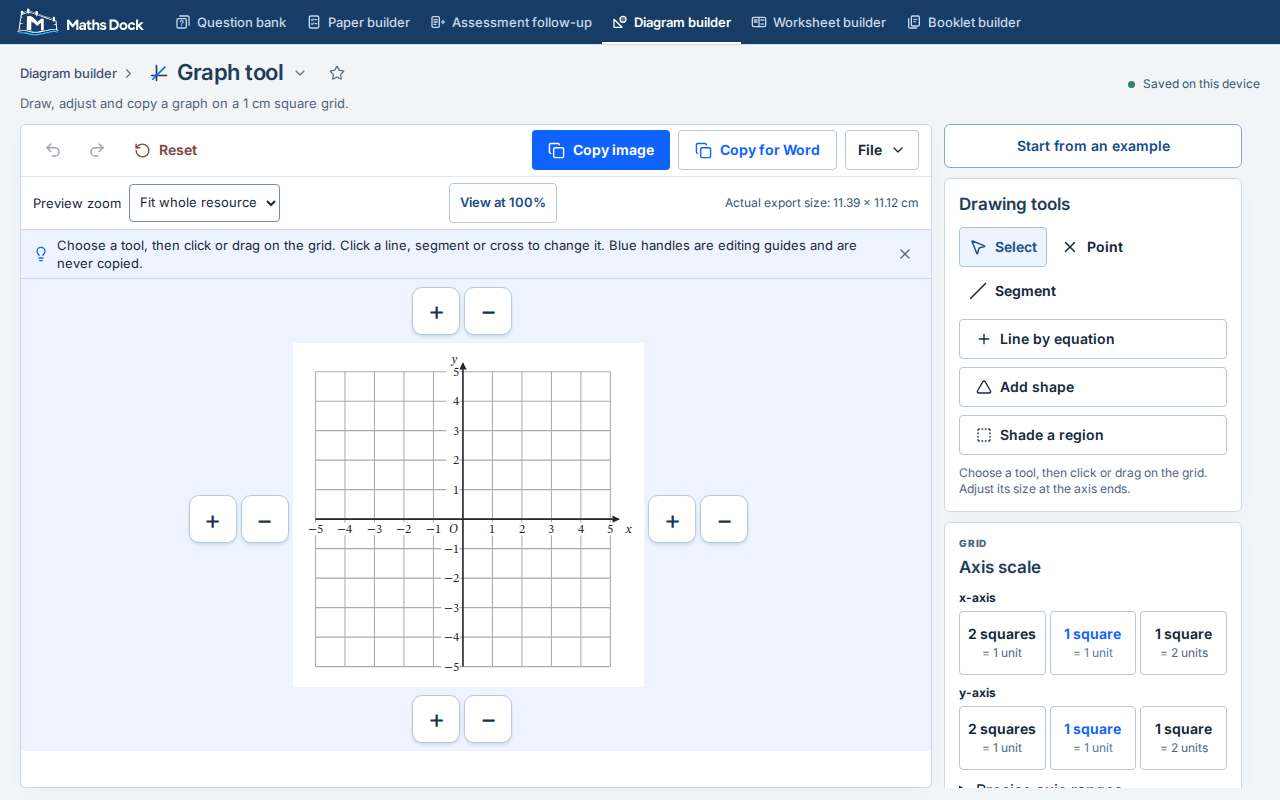 Maths Dock
Question bank
Paper builder
Assessment follow-up
Diagram builder
Worksheet builder
Booklet builder
Diagram builder
Graph tool
Draw, adjust and copy a graph on a 1 cm square grid.
Saved on this device
Reset
Copy image
Copy for Word
File
Preview zoom
Fit whole resource
View at 100%
Actual export size: 11.39 × 11.12 cm
Choose a tool, then click or drag on the grid. Click a line, segment or cross to change it. Blue handles are editing guides and are
never copied.
+ −
y
5
4
3
2
1
+ −
−5 −4 −3 −2 −1 O 1 2 3 4 5 x
+ −
−1
−2
−3
−4
−5
+ −
Start from an example
Drawing tools
Select
Point
Segment
Line by equation
Add shape
Shade a region
Choose a tool, then click or drag on the grid.
Adjust its size at the axis ends.
GRID
Axis scale
x-axis
2 squares
= 1 unit
1 square
= 1 unit
1 square
= 2 units
y-axis
2 squares
= 1 unit
1 square
= 1 unit
1 square
= 2 units
Precise axis ranges